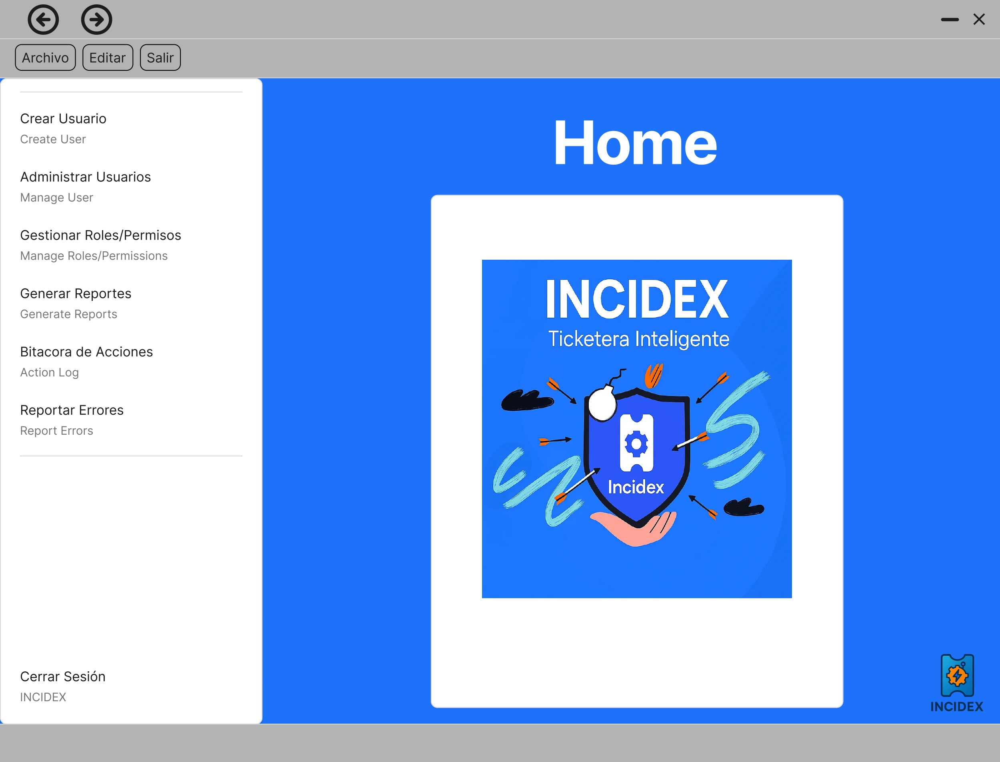 Archivo
Editar
Salir
Crear Usuario
Create User
Administrar Usuarios
Manage User
Gestionar Roles/Permisos
Manage Roles/Permissions
Generar Reportes
Generate Reports
Bitacora de Acciones
Action Log
Reportar Errores
Report Errors
Cerrar Sesión
INCIDEX
Home
INCIDEX
Ticketera Inteligente
Incidex
INCIDEX